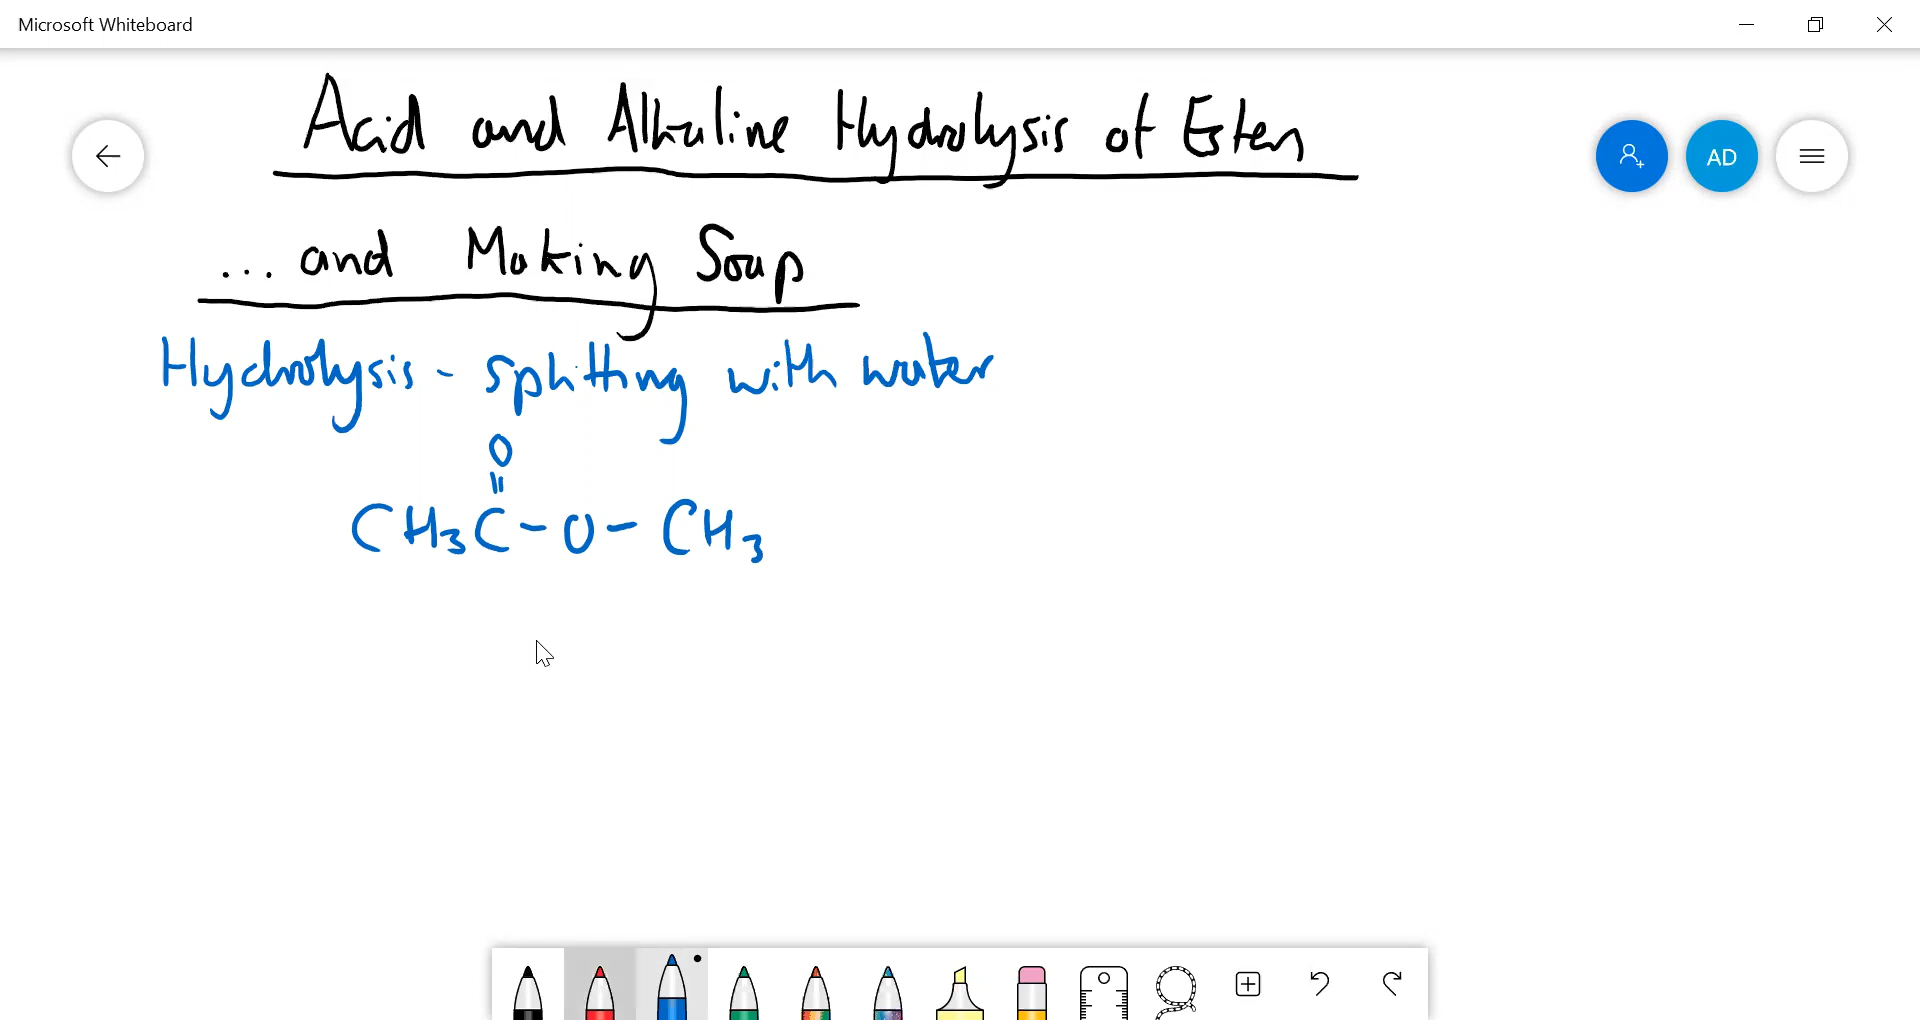 Microsoft Whiteboard
Acid and Alkaline Hydrolysis of Esters
AD
... and Making Soap
Hydrolysis - splitting with water
O
||
CH3C-O-CH3